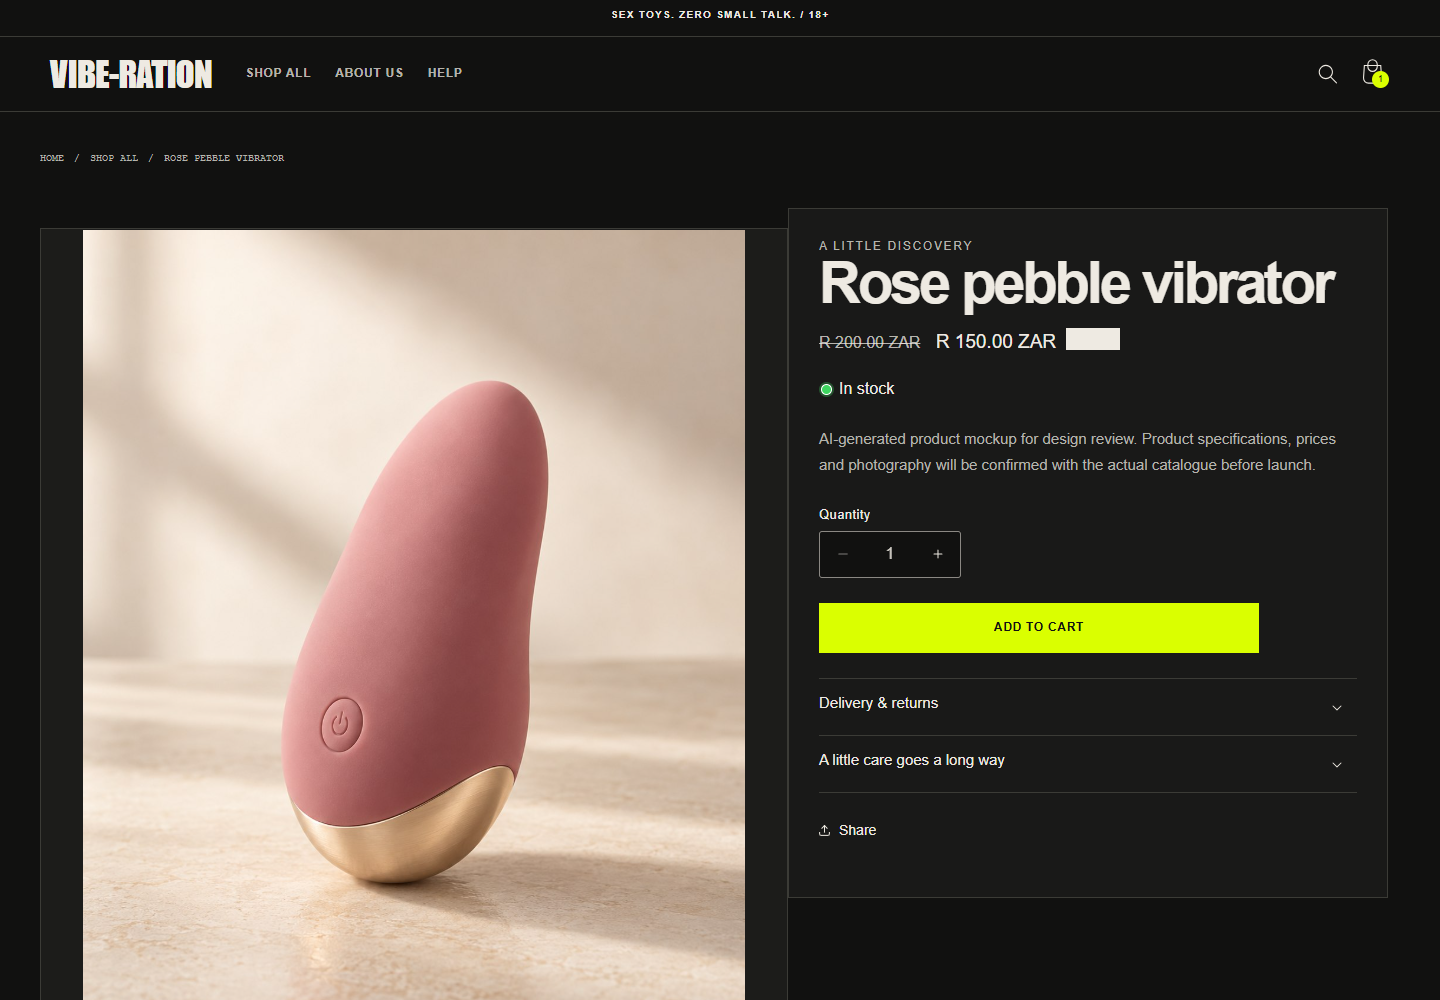 SEX TOYS. ZERO SMALL TALK. / 18+
VIBE-RATION
SHOP ALL
ABOUT US
HELP
1
HOME / SHOP ALL / ROSE PEBBLE VIBRATOR
A LITTLE DISCOVERY
Rose pebble vibrator
R 200.00 ZAR R 150.00 ZAR
In stock
AI-generated product mockup for design review. Product specifications, prices
and photography will be confirmed with the actual catalogue before launch.
Quantity
− 1 +
ADD TO CART
Delivery & returns
A little care goes a long way
Share